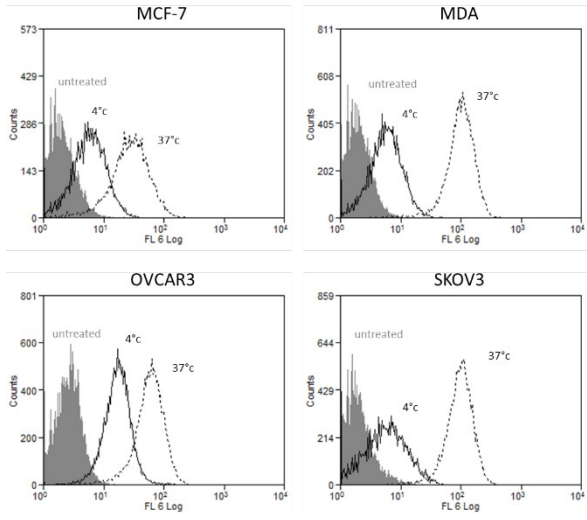 MCF-7
573
429
286
143
0
Counts
untreated
4°c
37°c
10⁰ 10¹ 10² 10³ 10⁴
FL 6 Log
MDA
811
608
405
202
0
Counts
untreated
4°c
37°c
10⁰ 10¹ 10² 10³ 10⁴
FL 6 Log
OVCAR3
801
600
400
200
0
Counts
untreated
4°c
37°c
10⁰ 10¹ 10² 10³ 10⁴
FL 6 Log
SKOV3
859
644
429
214
0
Counts
untreated
4°c
37°c
10⁰ 10¹ 10² 10³ 10⁴
FL 6 Log